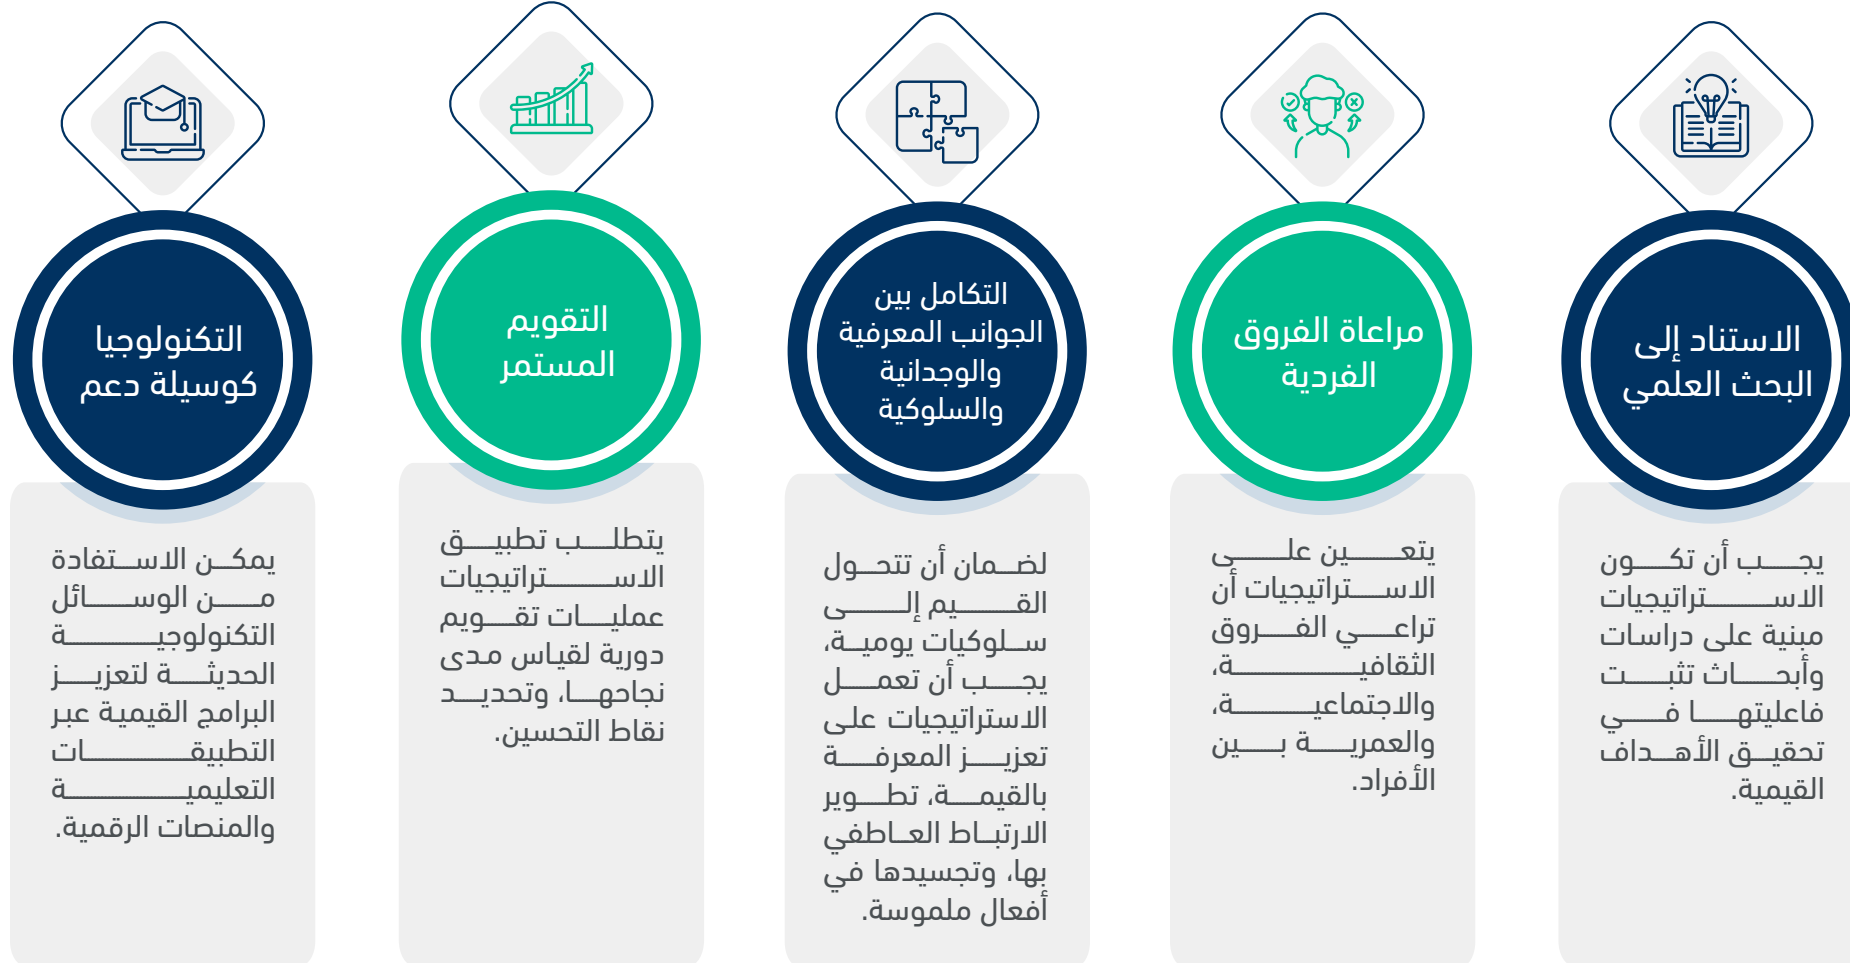 الاستناد إلى
البحث العلمي
يجب أن تكون
الاستراتيجيات
مبنية على دراسات
وأبحاث تثبت
فاعليتها في
تحقيق الأهداف
القيمية.
مراعاة الفروق
الفردية
يتعين على
الاستراتيجيات أن
تراعي الفروق
الثقافية،
والاجتماعية،
والعمرية بين
الأفراد.
التكامل بين
الجوانب المعرفية
والوجدانية
والسلوكية
لضمان أن تتحول
القيم إلى
سلوكيات يومية،
يجب أن تعمل
الاستراتيجيات على
تعزيز المعرفة
بالقيمة، تطوير
الارتباط العاطفي
بها، وتجسيدها في
أفعال ملموسة.
التقويم
المستمر
يتطلب تطبيق
الاستراتيجيات
عمليات تقويم
دورية لقياس مدى
نجاحها، وتحديد
نقاط التحسين.
التكنولوجيا
كوسيلة دعم
يمكن الاستفادة
من الوسائل
التكنولوجية
الحديثة لتعزيز
البرامج القيمية عبر
التطبيقات
التعليمية
والمنصات الرقمية.